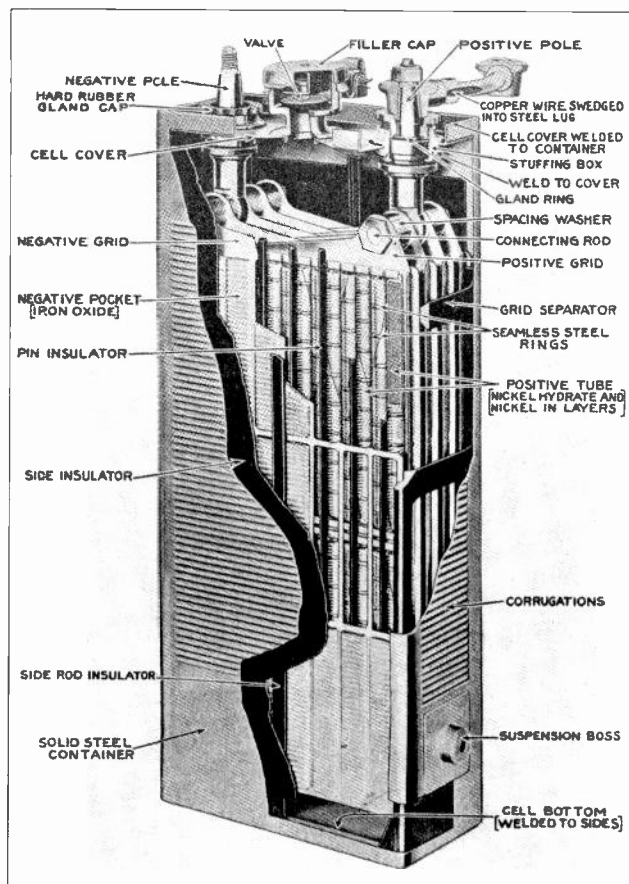 VALVE
FILLER CAP
POSITIVE POLE
NEGATIVE POLE
HARD RUBBER
GLAND CAP
COPPER WIRE SWEDGED
INTO STEEL LUG
CELL COVER
CELL COVER WELDED
TO CONTAINER
STUFFING BOX
WELD TO COVER
GLAND RING
SPACING WASHER
NEGATIVE GRID
CONNECTING ROD
POSITIVE GRID
NEGATIVE POCKET
[IRON OXIDE]
GRID SEPARATOR
PIN INSULATOR
SEAMLESS STEEL
RINGS
POSITIVE TUBE
[NICKEL HYDRATE AND
NICKEL IN LAYERS]
SIDE INSULATOR
CORRUGATIONS
SIDE ROD INSULATOR
SOLID STEEL
CONTAINER
SUSPENSION BOSS
CELL BOTTOM
[WELDED TO SIDES]